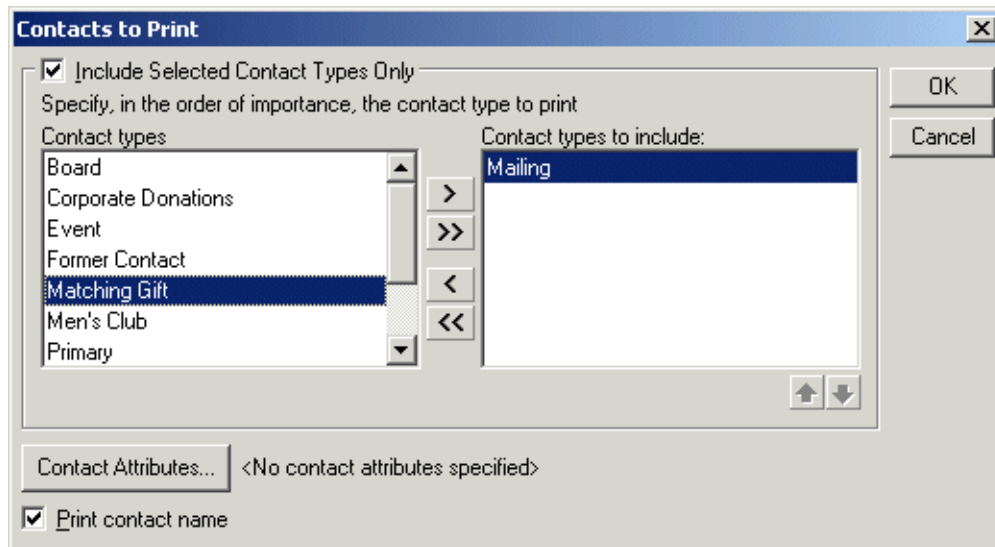 Contacts to Print
Include Selected Contact Types Only
OK
Specify, in the order of importance, the contact type to print
Contact types
Contact types to include:
Cancel
Board
Mailing
Corporate Donations
>
Event
>>
Former Contact
Matching Gift
<
Men's Club
<<
Primary
Contact Attributes...
<No contact attributes specified>
Print contact name